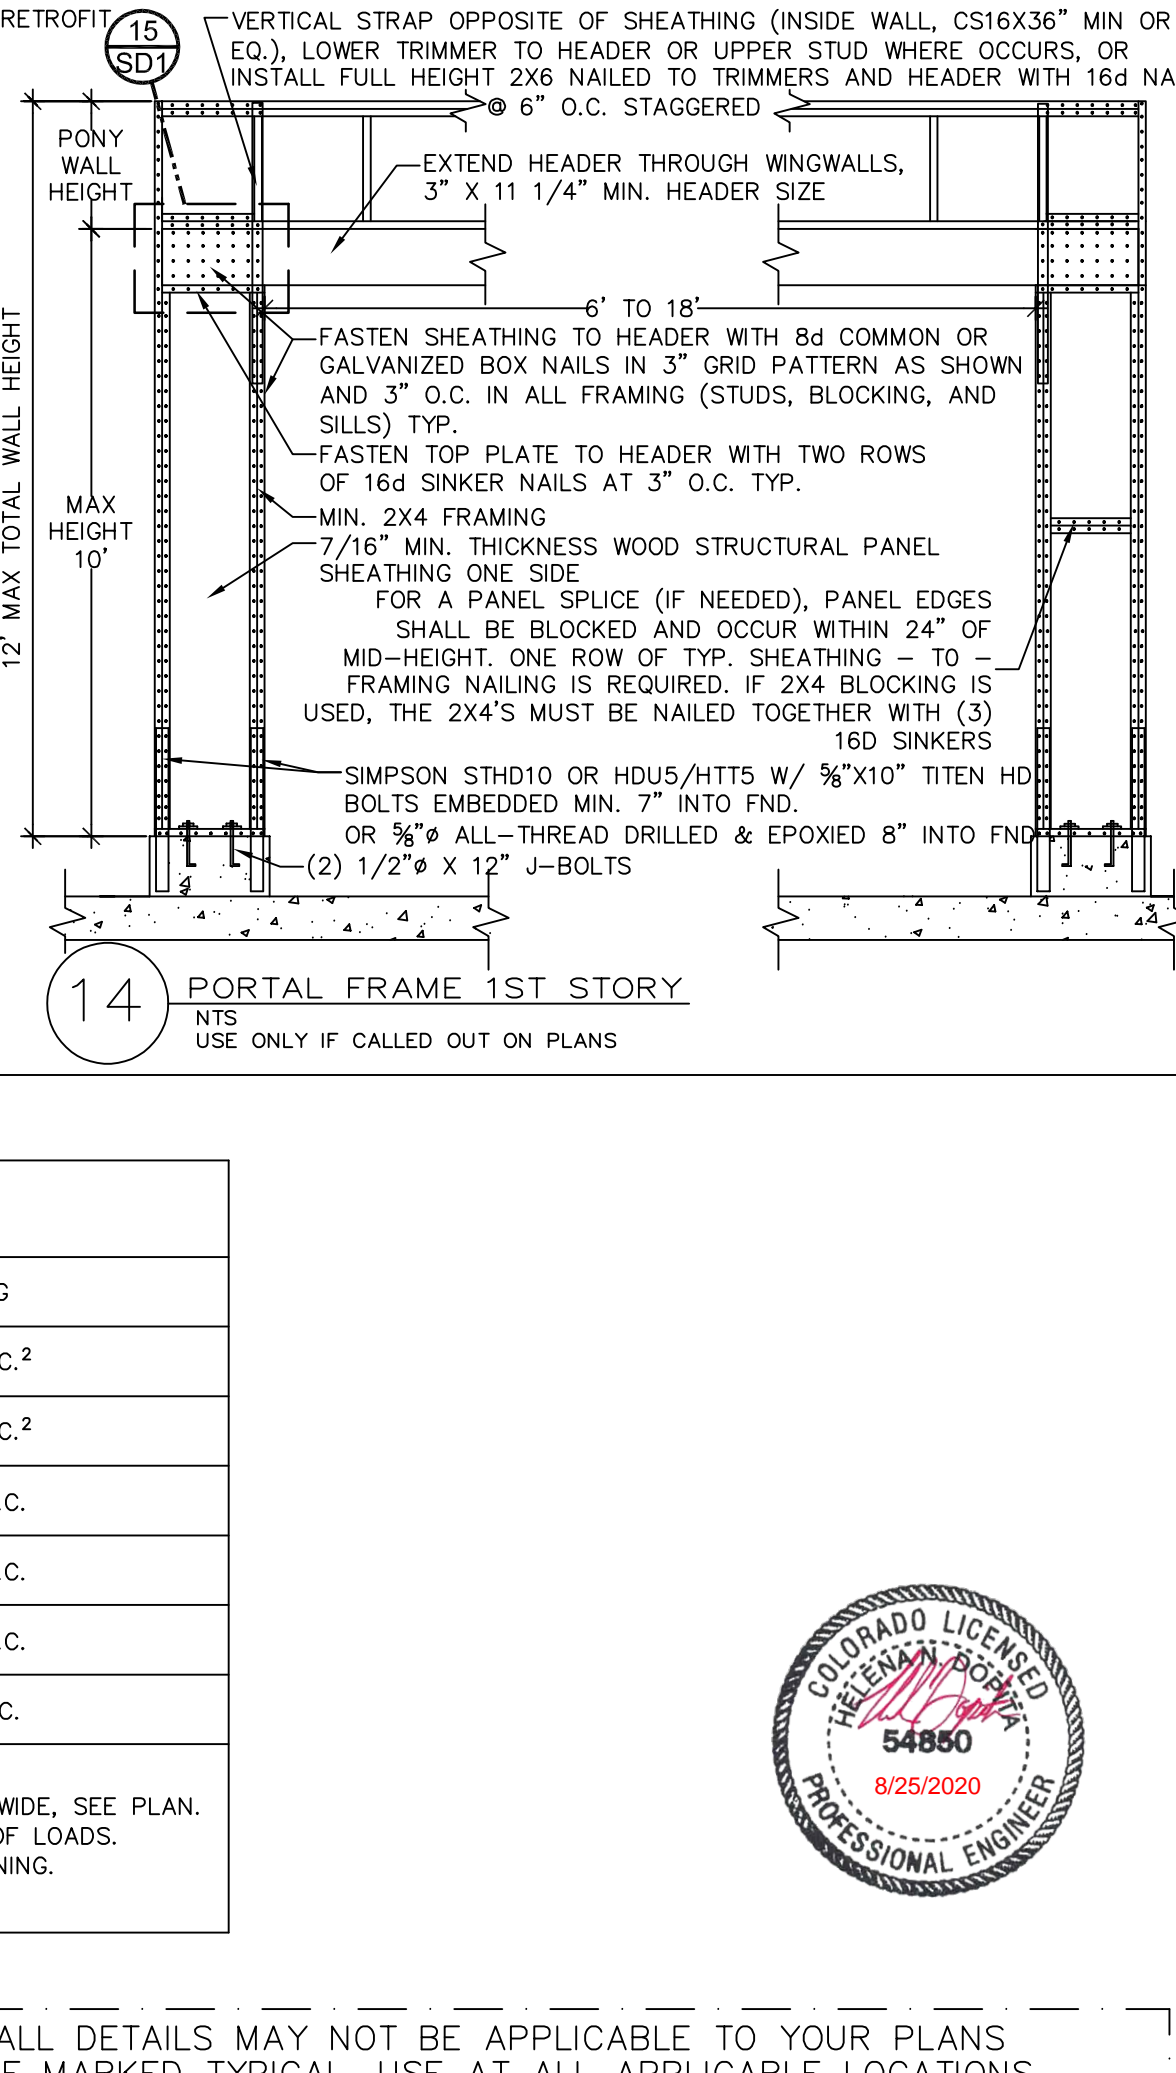 RETROFIT
15
SD1
VERTICAL STRAP OPPOSITE OF SHEATHING (INSIDE WALL, CS16X36" MIN OR
EQ.), LOWER TRIMMER TO HEADER OR UPPER STUD WHERE OCCURS, OR
INSTALL FULL HEIGHT 2X6 NAILED TO TRIMMERS AND HEADER WITH 16d
@ 6" O.C. STAGGERED
PONY
WALL
HEIGHT
EXTEND HEADER THROUGH WINGWALLS,
3" X 11 1/4" MIN. HEADER SIZE
6' TO 18'
12' MAX TOTAL WALL HEIGHT
MAX
HEIGHT
10'
FASTEN SHEATHING TO HEADER WITH 8d COMMON OR
GALVANIZED BOX NAILS IN 3" GRID PATTERN AS SHOWN
AND 3" O.C. IN ALL FRAMING (STUDS, BLOCKING, AND
SILLS) TYP.
FASTEN TOP PLATE TO HEADER WITH TWO ROWS
OF 16d SINKER NAILS AT 3" O.C. TYP.
MIN. 2X4 FRAMING
7/16" MIN. THICKNESS WOOD STRUCTURAL PANEL
SHEATHING ONE SIDE
FOR A PANEL SPLICE (IF NEEDED), PANEL EDGES
SHALL BE BLOCKED AND OCCUR WITHIN 24" OF
MID-HEIGHT. ONE ROW OF TYP. SHEATHING - TO -
FRAMING NAILING IS REQUIRED. IF 2X4 BLOCKING IS
USED, THE 2X4'S MUST BE NAILED TOGETHER WITH (3)
16D SINKERS
SIMPSON STHD10 OR HDU5/HTT5 W/ ⅝"X10" TITEN HD
BOLTS EMBEDDED MIN. 7" INTO FND.
OR ⅝"ø ALL-THREAD DRILLED & EPOXIED 8" INTO FND
(2) 1/2"ø X 12" J-BOLTS
14
PORTAL FRAME 1ST STORY
NTS
USE ONLY IF CALLED OUT ON PLANS
G
C.²
C.²
.C.
.C.
.C.
C.
WIDE, SEE PLAN.
OF LOADS.
NING.
COLORADO LICENSED
HELENA N. DOPITA
54850
8/25/2020
PROFESSIONAL ENGINEER
ALL DETAILS MAY NOT BE APPLICABLE TO YOUR PLANS
MARKED TYPICAL USE AT ALL APPLICABLE LOCATIONS